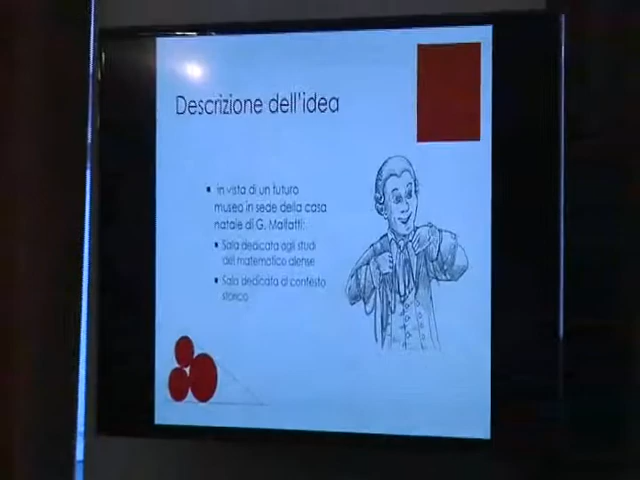 Descrizione dell'idea
in vista di un futuro
museo in sede della casa
natale di G. Malfatti:
Sala dedicata agli studi
del matematico alense
Sala dedicata al contesto
storico